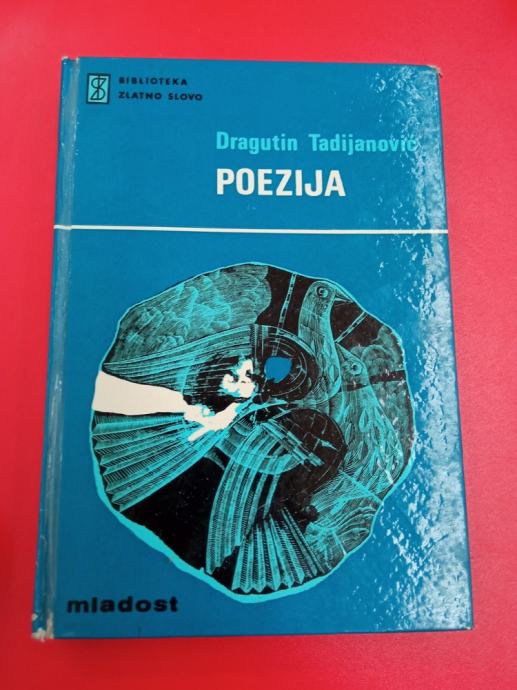 BIBLIOTEKA
ZLATNO SLOVO
Dragutin Tadijanović
POEZIJA
mladost